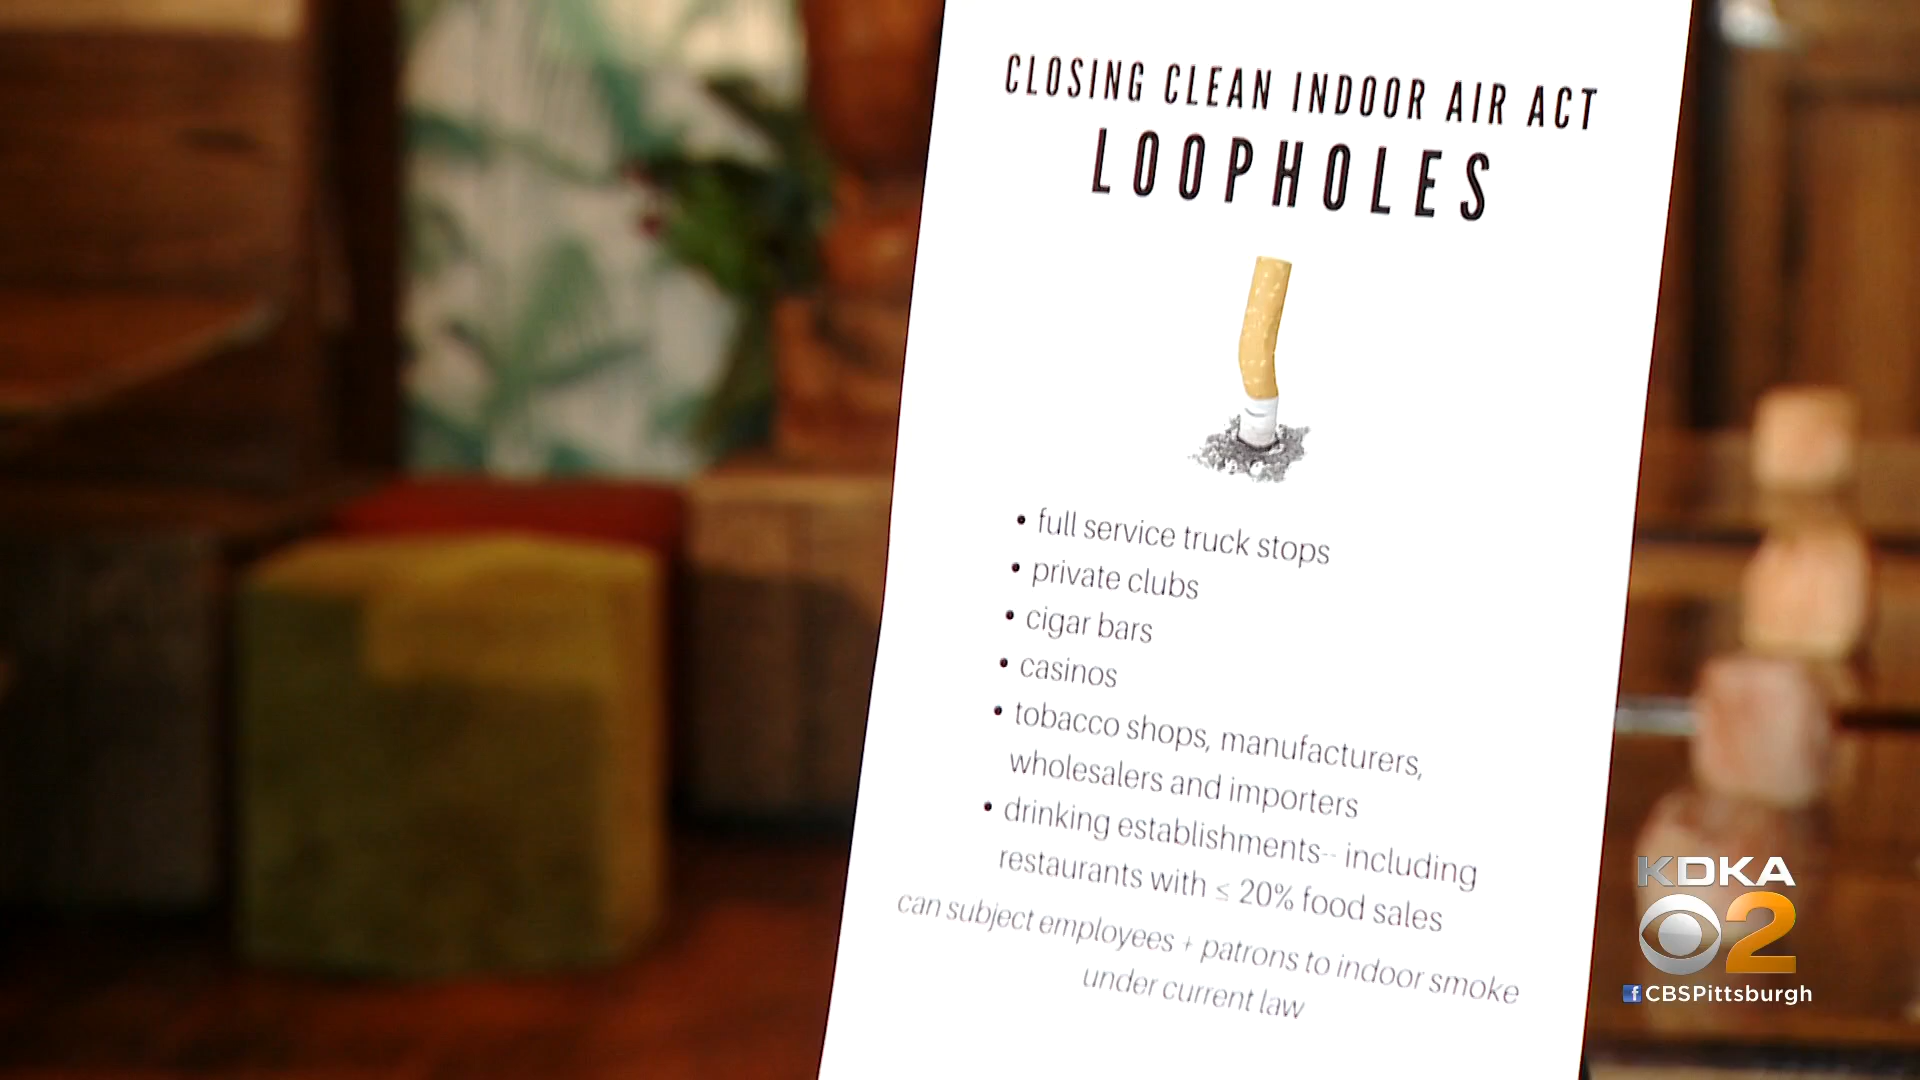 CLOSING CLEAN INDOOR AIR ACT
LOOPHOLES
• full service truck stops
• private clubs
• cigar bars
• casinos
• tobacco shops, manufacturers,
wholesalers and importers
• drinking establishments-- including
restaurants with ≤ 20% food sales
can subject employees + patrons to indoor smoke
under current law
KDKA
2
f CBSPittsburgh